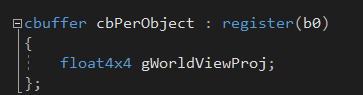 cbuffer cbPerObject : register(b0)
{
    float4x4 gWorldViewProj;
};